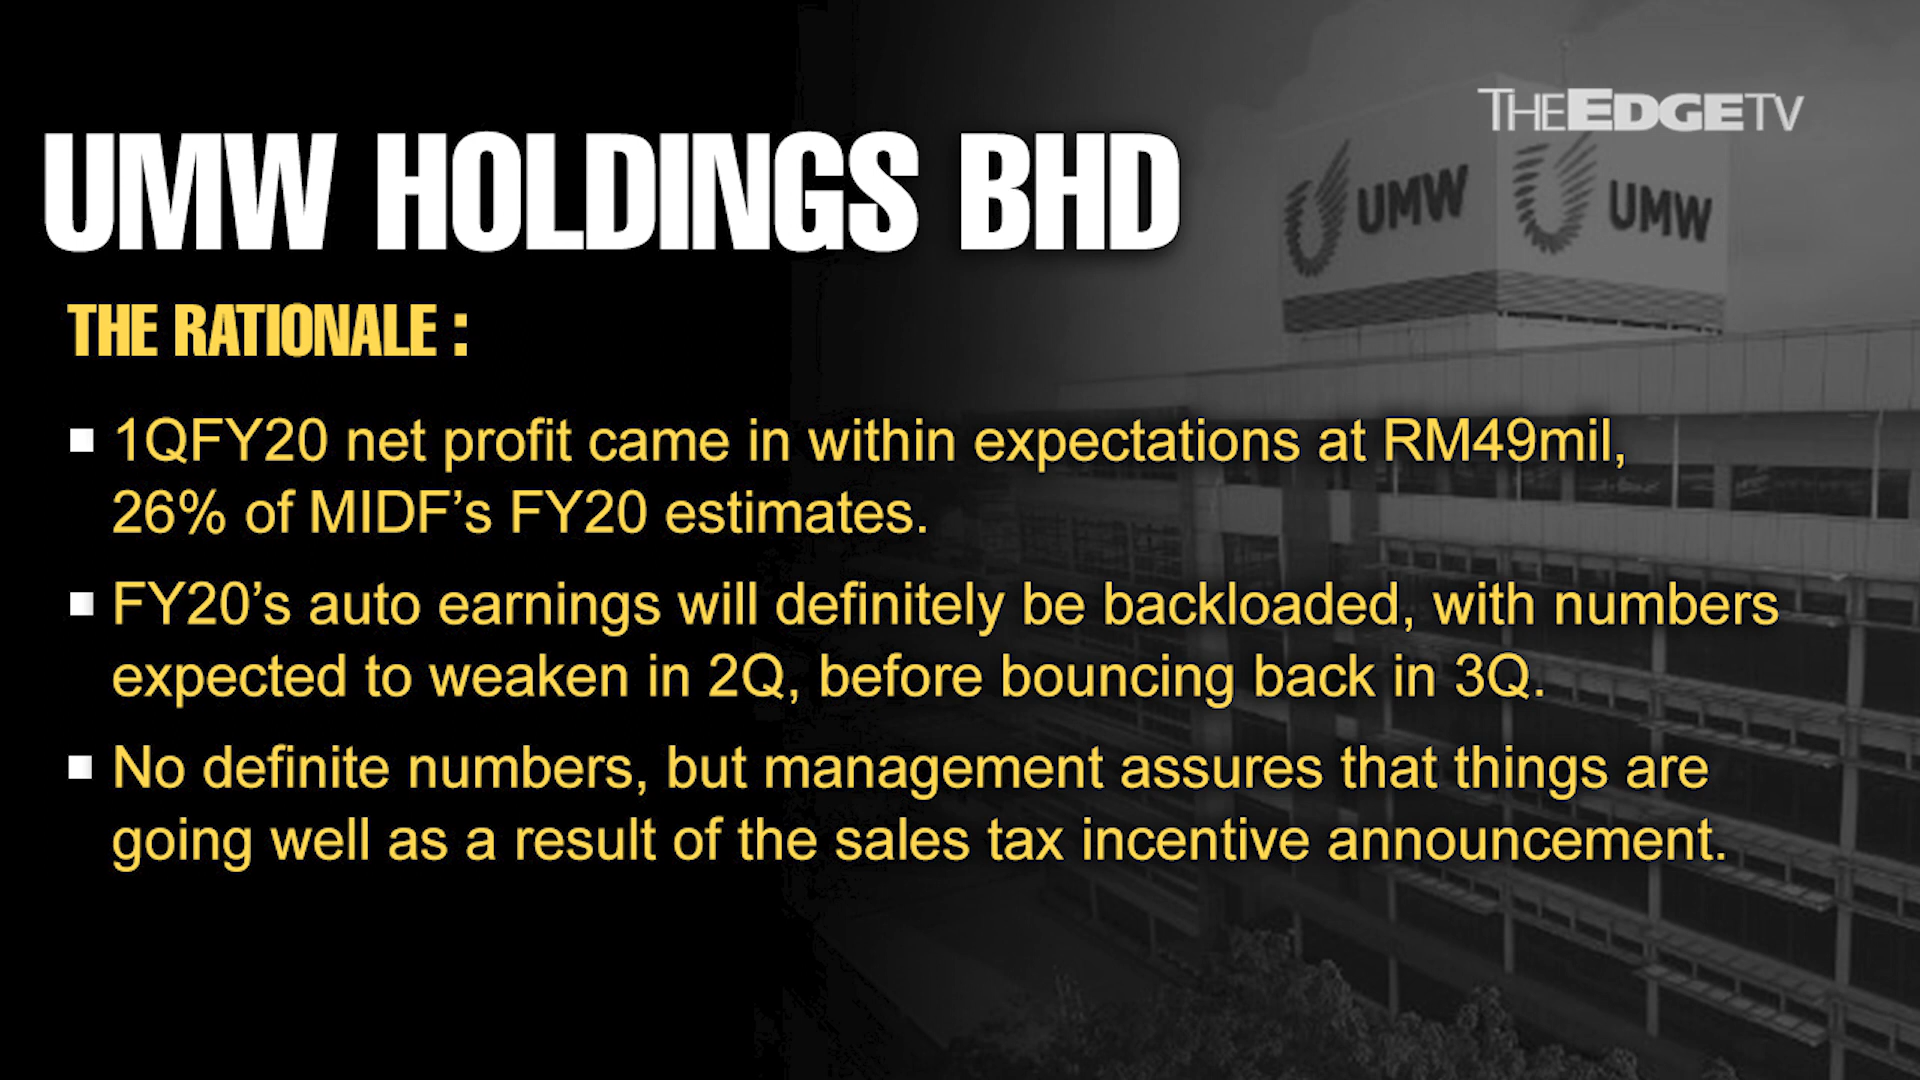 THE EDGE TV
UMW HOLDINGS BHD
UMW
UMW
THE RATIONALE :
1QFY20 net profit came in within expectations at RM49mil,
26% of MIDF’s FY20 estimates.
FY20’s auto earnings will definitely be backloaded, with numbers
expected to weaken in 2Q, before bouncing back in 3Q.
No definite numbers, but management assures that things are
going well as a result of the sales tax incentive announcement.